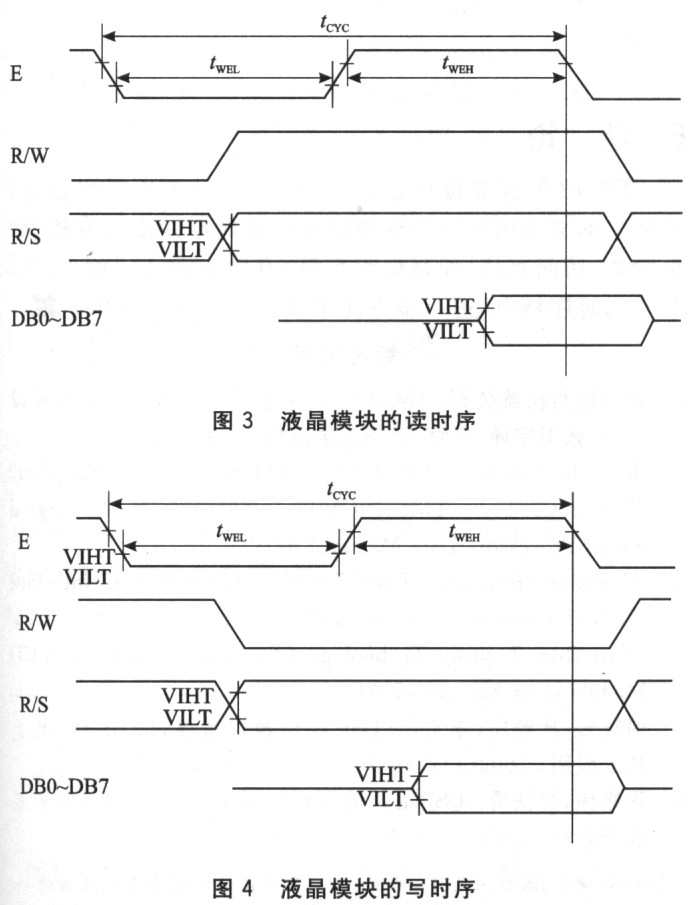 tCYC
tWEL tWEH
E
R/W
R/S
VIHT
VILT
DB0~DB7
VIHT
VILT
图 3 液晶模块的读时序
tCYC
tWEL tWEH
E
VIHT
VILT
R/W
R/S
VIHT
VILT
DB0~DB7
VIHT
VILT
图 4 液晶模块的写时序